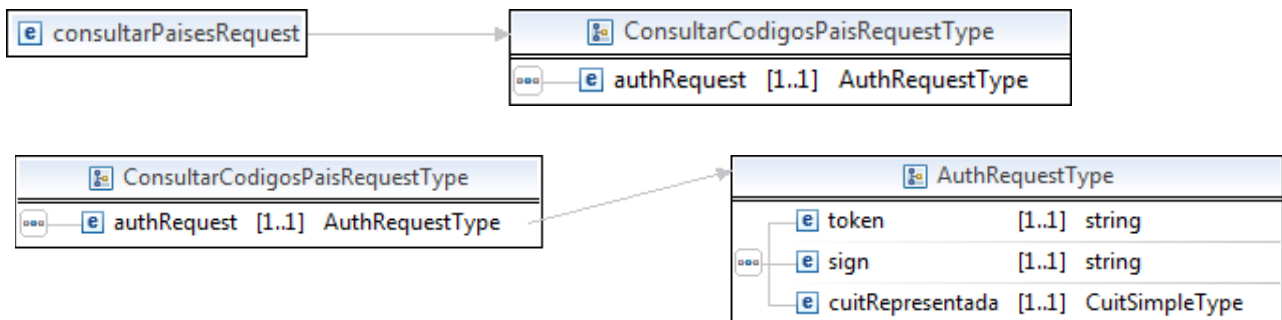 consultarPaisesRequest
ConsultarCodigosPaisRequestType
authRequest [1..1] AuthRequestType
ConsultarCodigosPaisRequestType
authRequest [1..1] AuthRequestType
AuthRequestType
token [1..1] string
sign [1..1] string
cuitRepresentada [1..1] CuitSimpleType